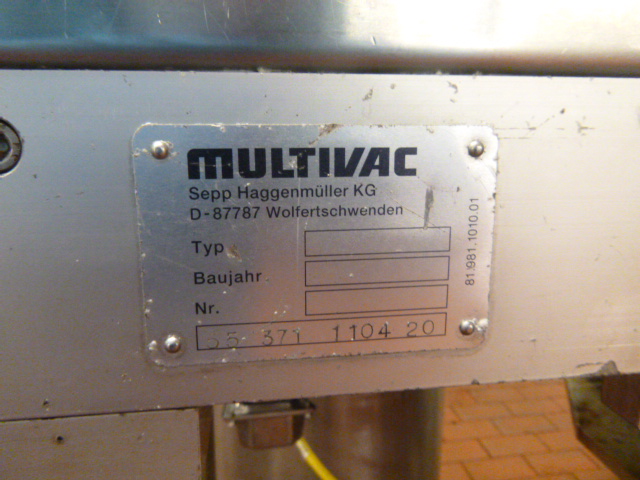 MULTIVAC
Sepp Haggenmüller KG
D-87787 Wolfertschwenden
Typ
Baujahr
Nr.
371 1104 20
81.981.1010.01